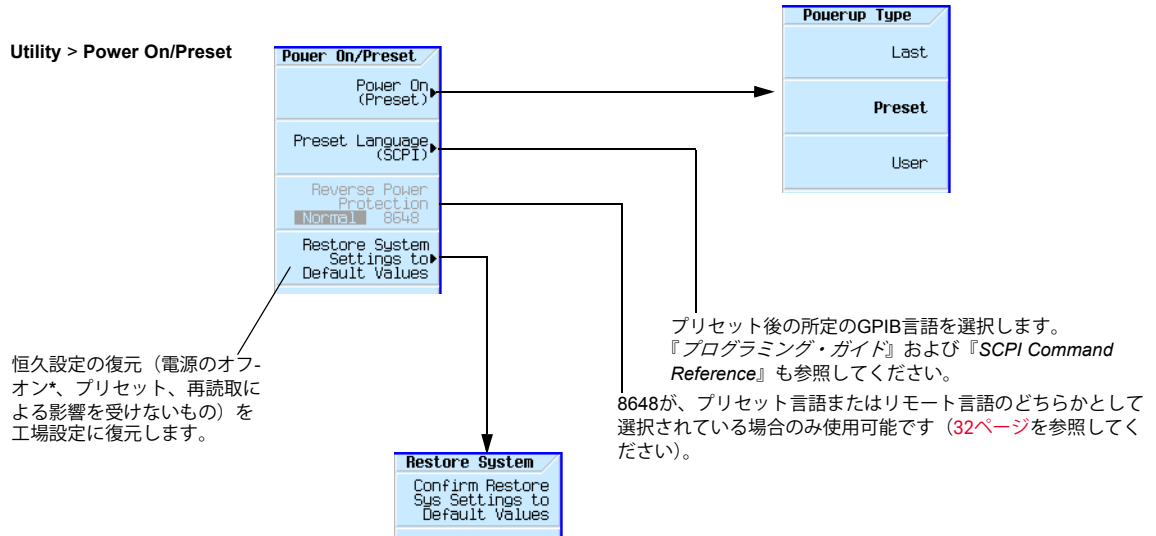 Utility > Power On/Preset
Power On/Preset
Power On
(Preset)
Preset Language
(SCPI)
Reverse Power
Protection
Normal 8648
Restore System
Settings to
Default Values
Powerup Type
Last
Preset
User
プリセット後の所定のGPIB言語を選択します。
『プログラミング・ガイド』および『SCPI Command
Reference』も参照してください。
8648が、プリセット言語またはリモート言語のどちらかとして
選択されている場合のみ使用可能です（32ページを参照してく
ださい）。
恒久設定の復元（電源のオフ-
オン*、プリセット、再読取に
よる影響を受けないもの）を
工場設定に復元します。
Restore System
Confirm Restore
Sys Settings to
Default Values